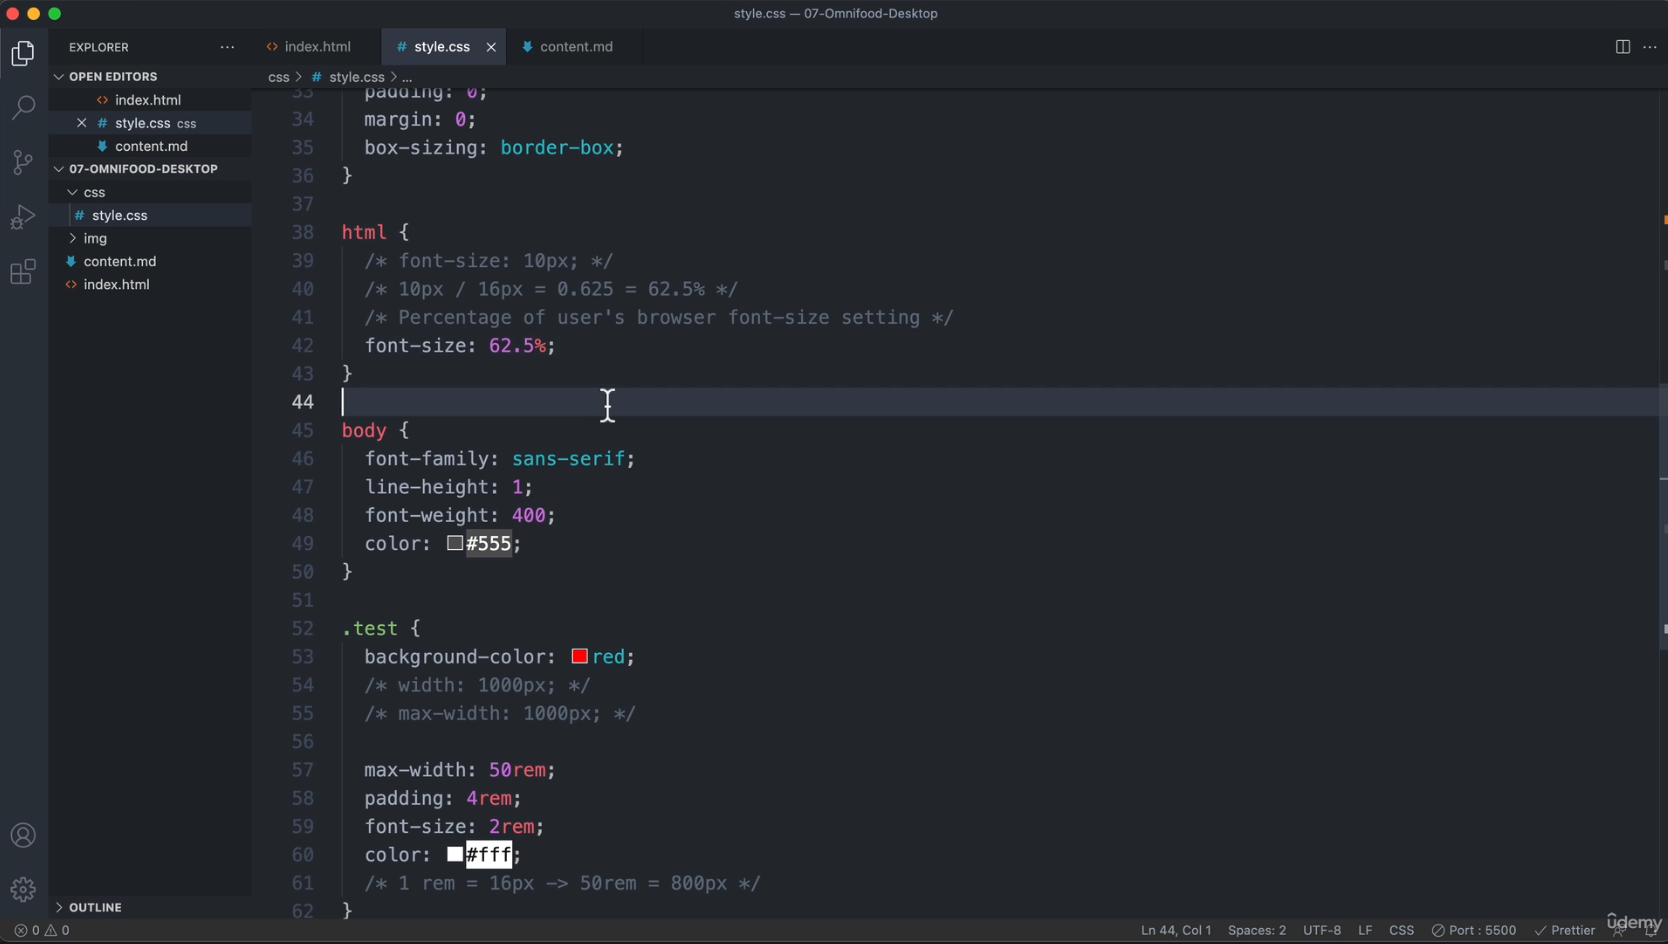 style.css — 07-Omnifood-Desktop
EXPLORER
index.html
style.css
content.md
OPEN EDITORS
index.html
style.css css
content.md
07-OMNIFOOD-DESKTOP
css
style.css
img
content.md
index.html
OUTLINE
css > # style.css > ...
33 padding: 0;
34 margin: 0;
35 box-sizing: border-box;
36 }
37
38 html {
39 /* font-size: 10px; */
40 /* 10px / 16px = 0.625 = 62.5% */
41 /* Percentage of user's browser font-size setting */
42 font-size: 62.5%;
43 }
44
45 body {
46 font-family: sans-serif;
47 line-height: 1;
48 font-weight: 400;
49 color: #555;
50 }
51
52 .test {
53 background-color: red;
54 /* width: 1000px; */
55 /* max-width: 1000px; */
56
57 max-width: 50rem;
58 padding: 4rem;
59 font-size: 2rem;
60 color: #fff;
61 /* 1 rem = 16px -> 50rem = 800px */
62 }
0 0
Ln 44, Col 1 Spaces: 2 UTF-8 LF CSS Port : 5500 Prettier
ûdemy